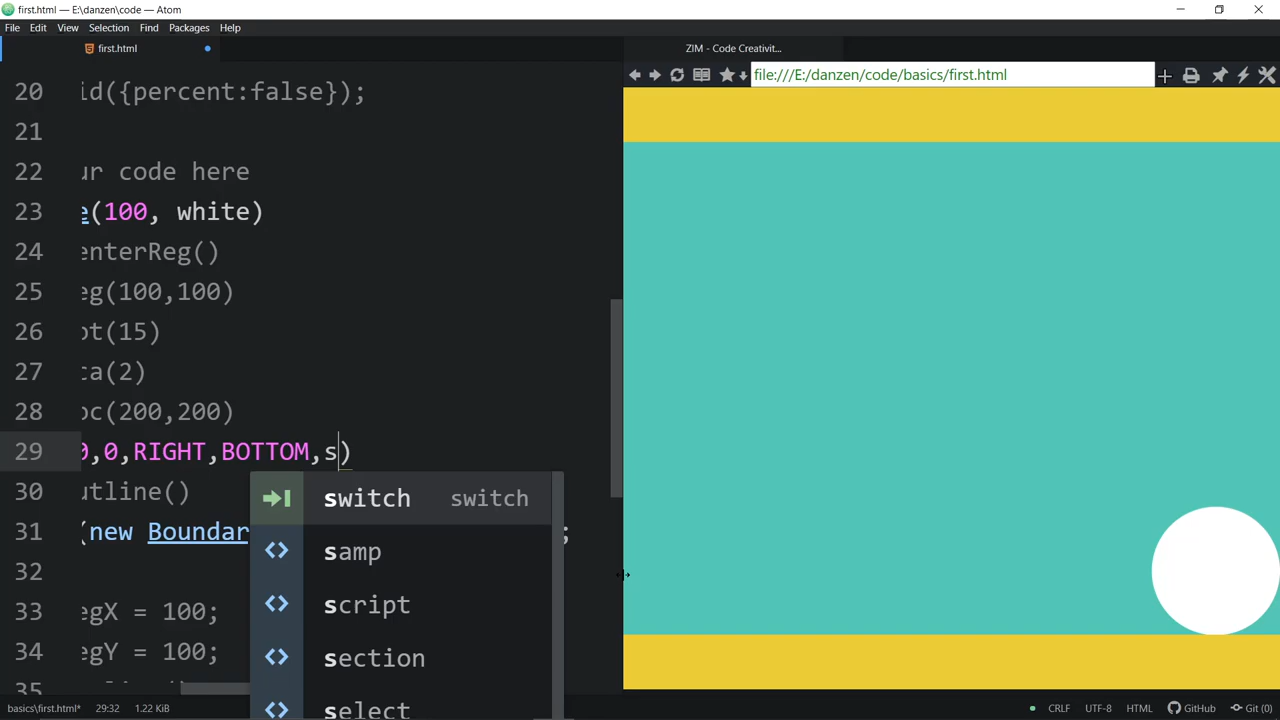 first.html — E:\danzen\code — Atom
File Edit View Selection Find Packages Help
first.html
ZIM - Code Creativit...
file:///E:/danzen/code/basics/first.html
20 id({percent:false});
21
22 ur code here
23 e(100, white)
24 enterReg()
25 eg(100,100)
26 ot(15)
27 ca(2)
28 oc(200,200)
29 0,0,RIGHT,BOTTOM,s)
switch switch
30 utline()
samp
31 (new Boundar ;
32 script
33 egX = 100;
section
34 egY = 100;
select
35
basics\first.html* 29:32 1.22 KiB
CRLF UTF-8 HTML GitHub Git (0)